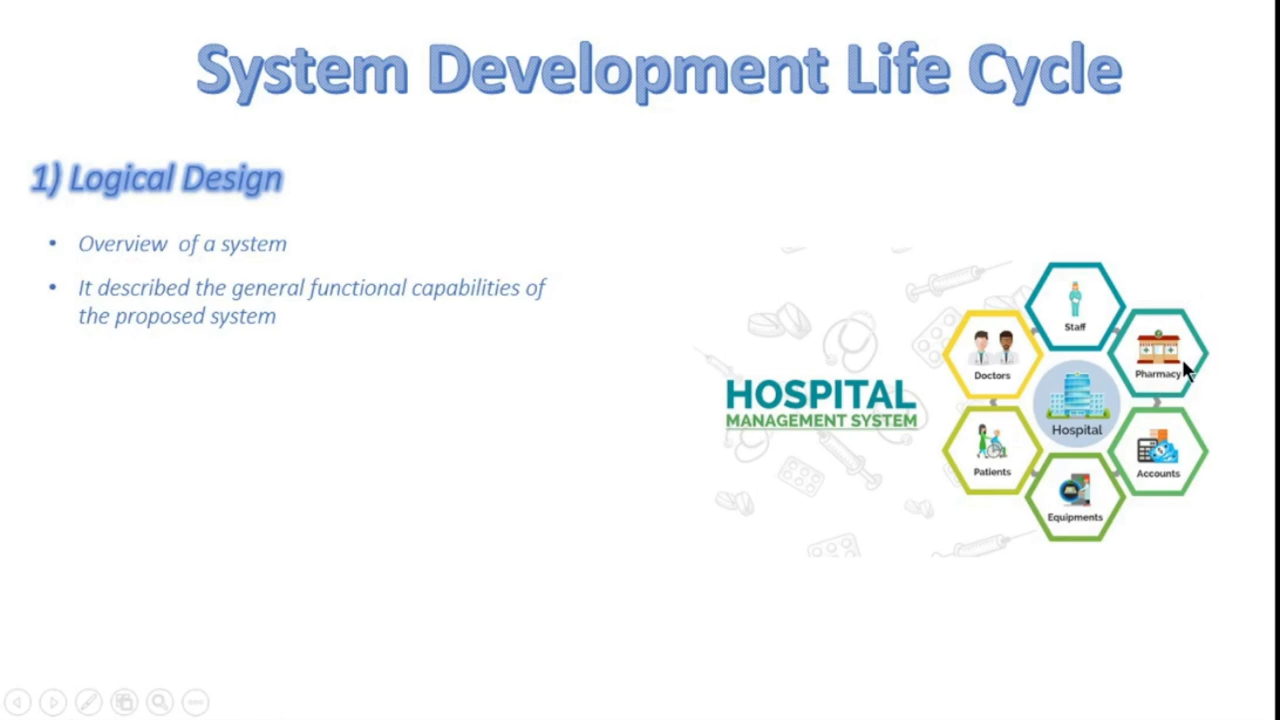 System Development Life Cycle
1) Logical Design
• Overview of a system
• It described the general functional capabilities of
the proposed system
HOSPITAL
MANAGEMENT SYSTEM
Staff
Doctors
Pharmacy
Hospital
Patients
Accounts
Equipments